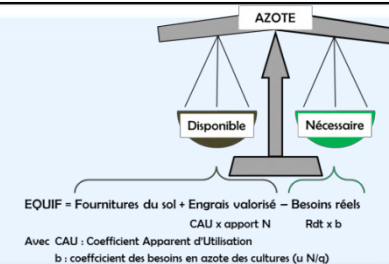 AZOTE
Disponible
Nécessaire
EQUIF = Fournitures du sol + Engrais valorisé – Besoins réels
CAU x apport N Rdt x b
Avec CAU : Coefficient Apparent d'Utilisation
b : coeffcicient des besoins en azote des cultures (u N/q)